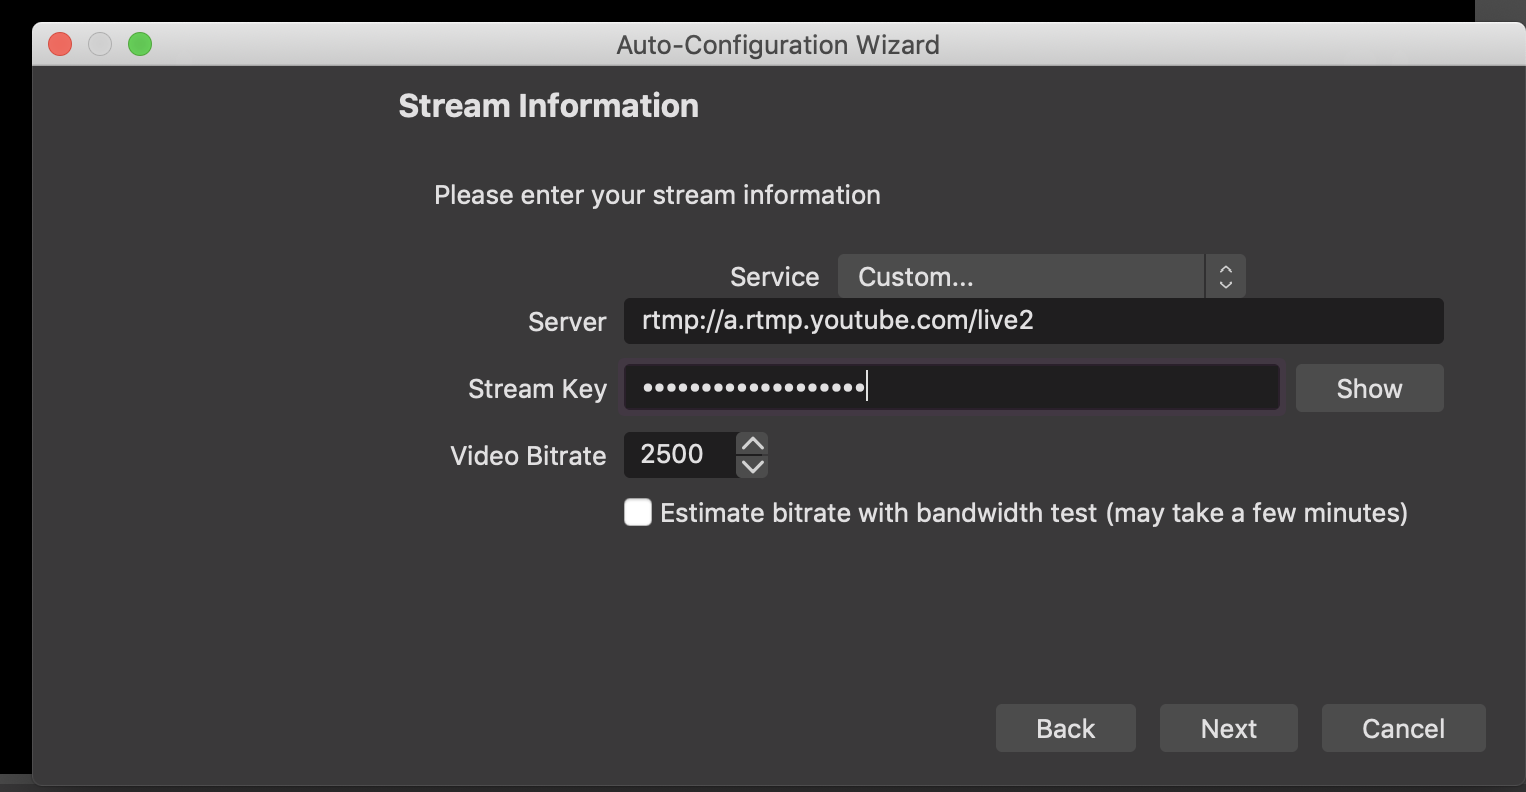 Auto-Configuration Wizard
Stream Information
Please enter your stream information
Service Custom...
Server rtmp://a.rtmp.youtube.com/live2
Stream Key ••••••••••••••••••• Show
Video Bitrate 2500
Estimate bitrate with bandwidth test (may take a few minutes)
Back Next Cancel